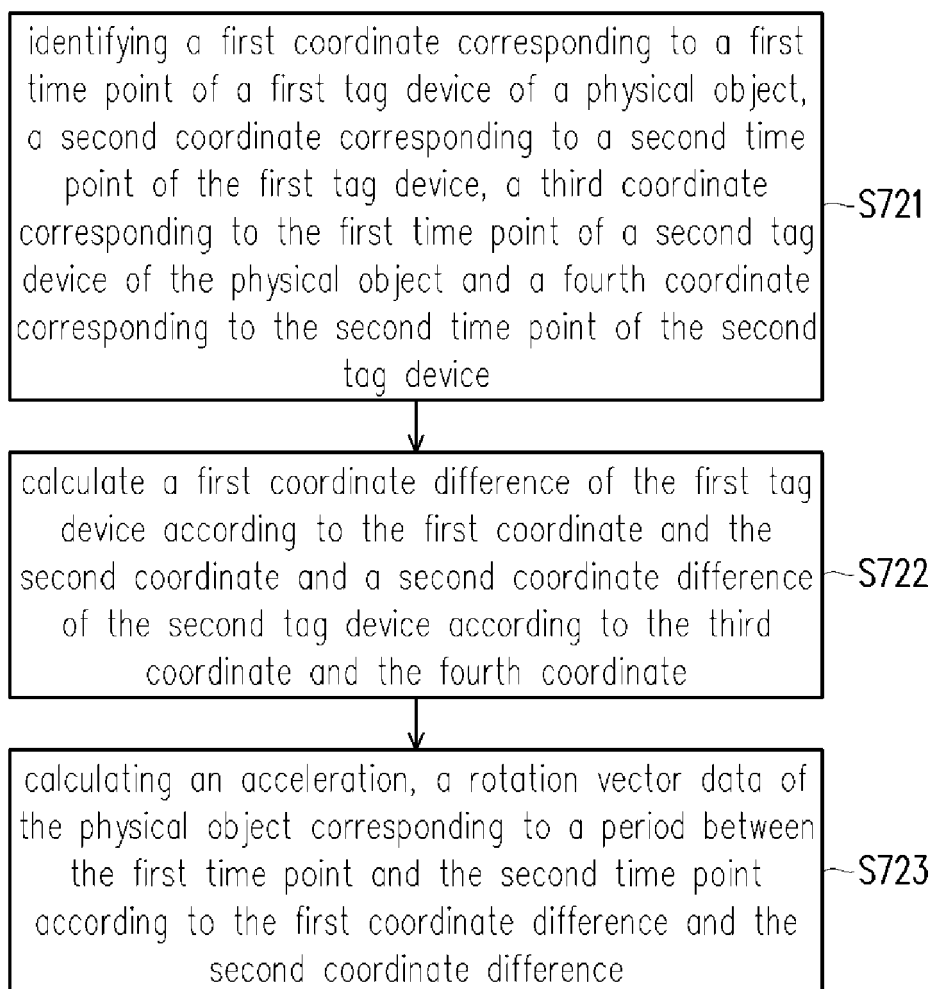 identifying a first coordinate corresponding to a first
time point of a first tag device of a physical object,
a second coordinate corresponding to a second time
point of the first tag device, a third coordinate
corresponding to the first time point of a second tag
device of the physical object and a fourth coordinate
corresponding to the second time point of the second
tag device
S721
calculate a first coordinate difference of the first tag
device according to the first coordinate and the
second coordinate and a second coordinate difference
of the second tag device according to the third
coordinate and the fourth coordinate
S722
calculating an acceleration, a rotation vector data of
the physical object corresponding to a period between
the first time point and the second time point
according to the first coordinate difference and the
second coordinate difference
S723